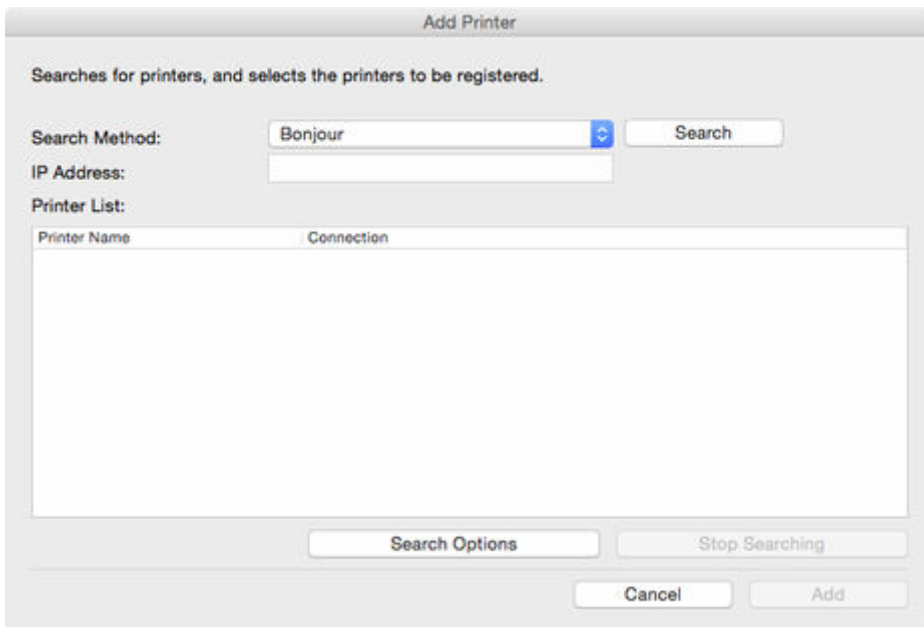 Add Printer
Searches for printers, and selects the printers to be registered.
Search Method: Bonjour Search
IP Address:
Printer List:
Printer Name Connection
Search Options Stop Searching
Cancel Add